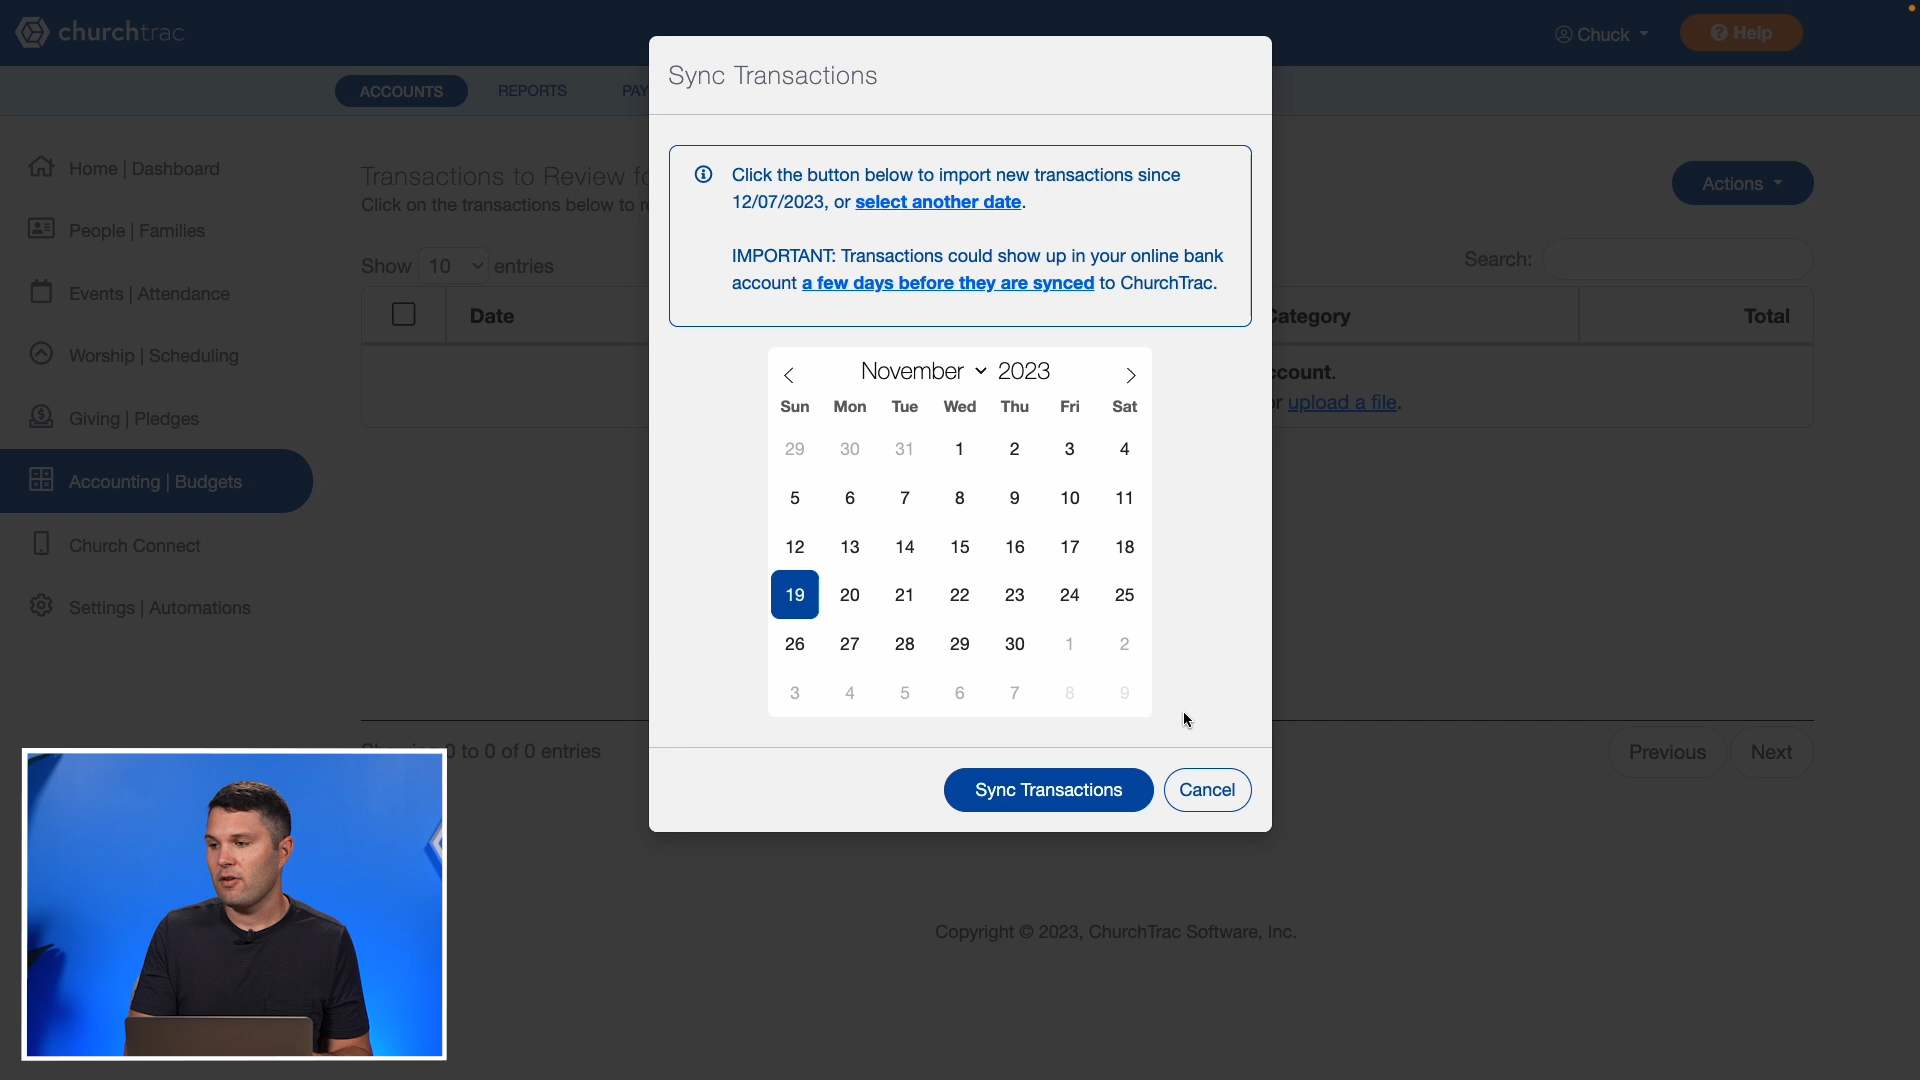 churchtrac
Chuck
Help
ACCOUNTS
REPORTS
PAY
Home | Dashboard
People | Families
Events | Attendance
Worship | Scheduling
Giving | Pledges
Accounting | Budgets
Church Connect
Settings | Automations
Transactions to Review fo
Click on the transactions below to r
Actions
Show 10 entries
Search:
Date
Category
Total
ccount.
or upload a file.
Sync Transactions
Click the button below to import new transactions since
12/07/2023, or select another date.
IMPORTANT: Transactions could show up in your online bank
account a few days before they are synced to ChurchTrac.
November 2023
Sun Mon Tue Wed Thu Fri Sat
29 30 31 1 2 3 4
5 6 7 8 9 10 11
12 13 14 15 16 17 18
19 20 21 22 23 24 25
26 27 28 29 30 1 2
3 4 5 6 7 8 9
Sync Transactions
Cancel
0 to 0 of 0 entries
Previous
Next
Copyright © 2023, ChurchTrac Software, Inc.